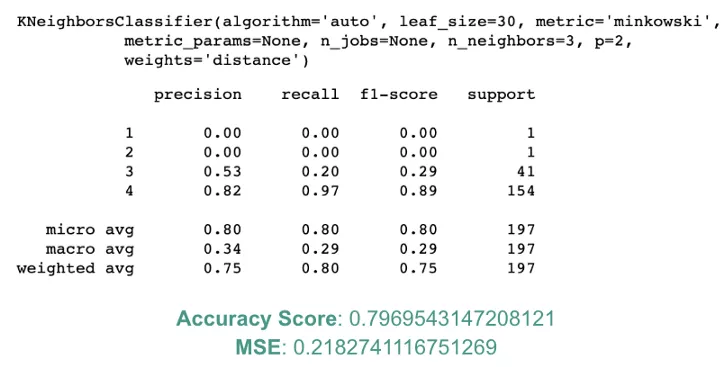 KNeighborsClassifier(algorithm='auto', leaf_size=30, metric='minkowski',
metric_params=None, n_jobs=None, n_neighbors=3, p=2,
weights='distance')
precision recall f1-score support
1 0.00 0.00 0.00 1
2 0.00 0.00 0.00 1
3 0.53 0.20 0.29 41
4 0.82 0.97 0.89 154
micro avg 0.80 0.80 0.80 197
macro avg 0.34 0.29 0.29 197
weighted avg 0.75 0.80 0.75 197
Accuracy Score: 0.7969543147208121
MSE: 0.2182741116751269